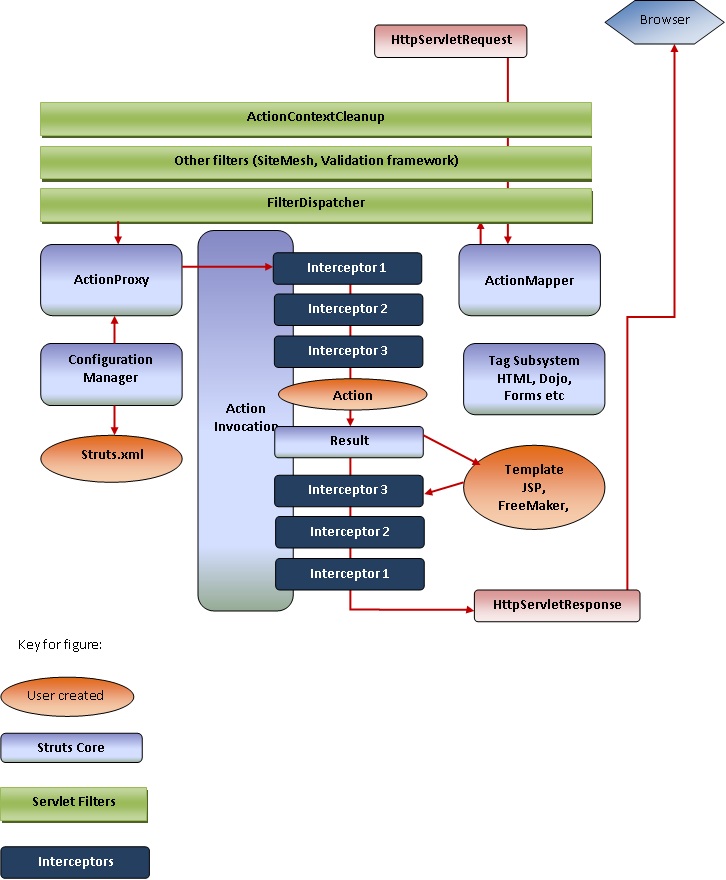 Browser
HttpServletRequest
ActionContextCleanup
Other filters (SiteMesh, Validation framework)
FilterDispatcher
ActionProxy
Interceptor 1
ActionMapper
Interceptor 2
Configuration
Manager
Interceptor 3
Tag Subsystem
HTML, Dojo,
Forms etc
Action
Action
Invocation
Result
Struts.xml
Template
JSP,
FreeMaker,
Interceptor 3
Interceptor 2
Interceptor 1
HttpServletResponse
Key for figure:
User created
Struts Core
Servlet Filters
Interceptors